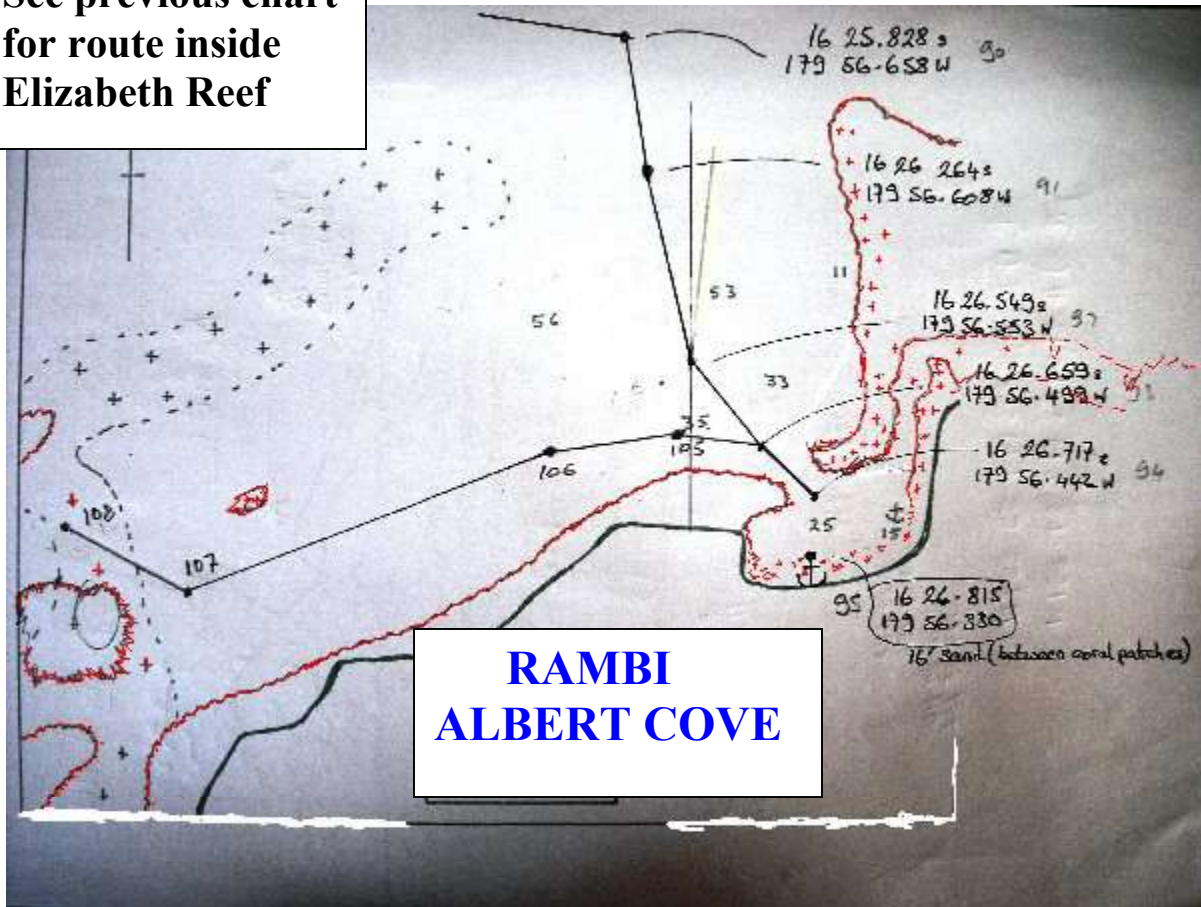 See previous chart
for route inside
Elizabeth Reef
16 25.828 s
179 56.658 W
90
16 26 264 s
179 56.608 W
91
11
53
56
16 26.549 s
179 56.553 W
33
16 26.659 s
179 56.499 W
35
105
106
16 26.717 s
179 56.442 W
94
108
25
15
107
95
16 26.815
179 56.330
16' sand (between coral patches)
RAMBI
ALBERT COVE